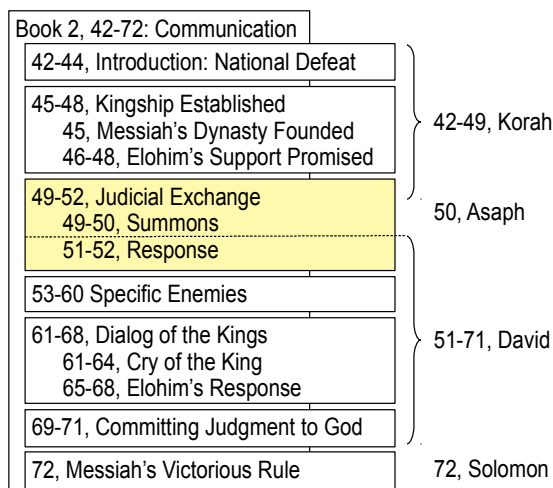 Book 2, 42-72: Communication
42-44, Introduction: National Defeat
45-48, Kingship Established
45, Messiah’s Dynasty Founded
46-48, Elohim’s Support Promised
42-49, Korah
49-52, Judicial Exchange
49-50, Summons
51-52, Response
50, Asaph
53-60 Specific Enemies
61-68, Dialog of the Kings
61-64, Cry of the King
65-68, Elohim’s Response
51-71, David
69-71, Committing Judgment to God
72, Messiah’s Victorious Rule
72, Solomon